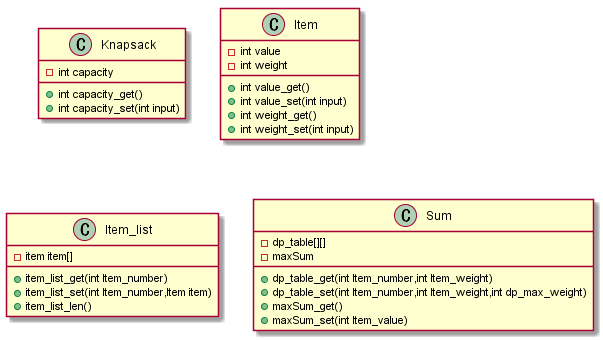 C Knapsack
int capacity
int capacity_get()
int capacity_set(int input)
C Item
int value
int weight
int value_get()
int value_set(int input)
int weight_get()
int weight_set(int input)
C Item_list
item item[]
item_list_get(int Item_number)
item_list_set(int Item_number,Item item)
item_list_len()
C Sum
dp_table[][]
maxSum
dp_table_get(int Item_number,int Item_weight)
dp_table_set(int Item_number,int Item_weight,int dp_max_weight)
maxSum_get()
maxSum_set(int Item_value)